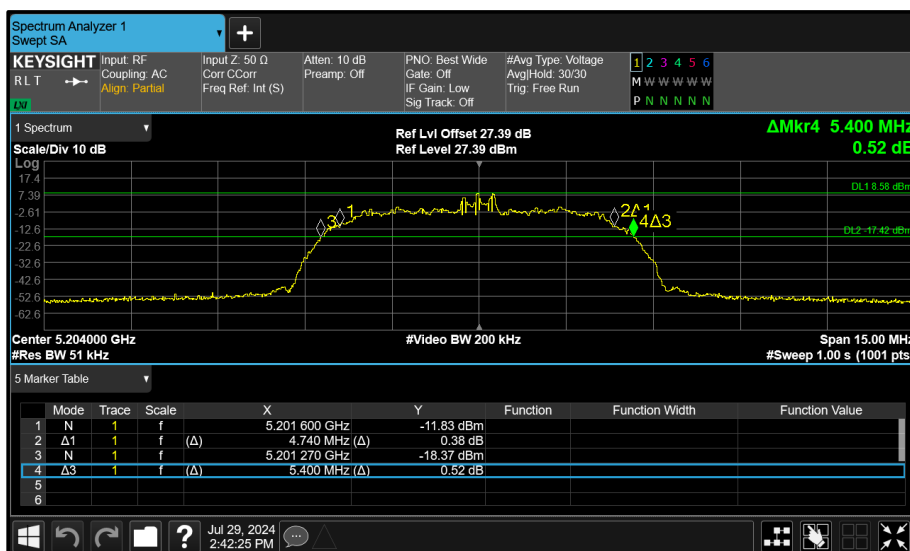 Spectrum Analyzer 1
Swept SA
KEYSIGHT
RLT
LXI
Input: RF
Coupling: AC
Align: Partial
Input Z: 50 Ω
Corr CCorr
Freq Ref: Int (S)
Atten: 10 dB
Preamp: Off
PNO: Best Wide
Gate: Off
IF Gain: Low
Sig Track: Off
#Avg Type: Voltage
Avg|Hold: 30/30
Trig: Free Run
1 2 3 4 5 6
M W W W W W
P N N N N N
1 Spectrum
Scale/Div 10 dB
Ref Lvl Offset 27.39 dB
Ref Level 27.39 dBm
ΔMkr4 5.400 MHz
0.52 dB
Log
17.4
7.39
-2.61
-12.6
-22.6
-32.6
-42.6
-52.6
-62.6
DL1 8.58 dBm
DL2 -17.42 dBm
3
1
2Δ1
4Δ3
Center 5.204000 GHz
#Video BW 200 kHz
Span 15.00 MHz
#Res BW 51 kHz
#Sweep 1.00 s (1001 pts
5 Marker Table
Mode Trace Scale X Y Function Function Width Function Value
1 N 1 f 5.201 600 GHz -11.83 dBm
2 Δ1 1 f (Δ) 4.740 MHz (Δ) 0.38 dB
3 N 1 f 5.201 270 GHz -18.37 dBm
4 Δ3 1 f (Δ) 5.400 MHz (Δ) 0.52 dB
5
6
?
Jul 29, 2024
2:42:25 PM